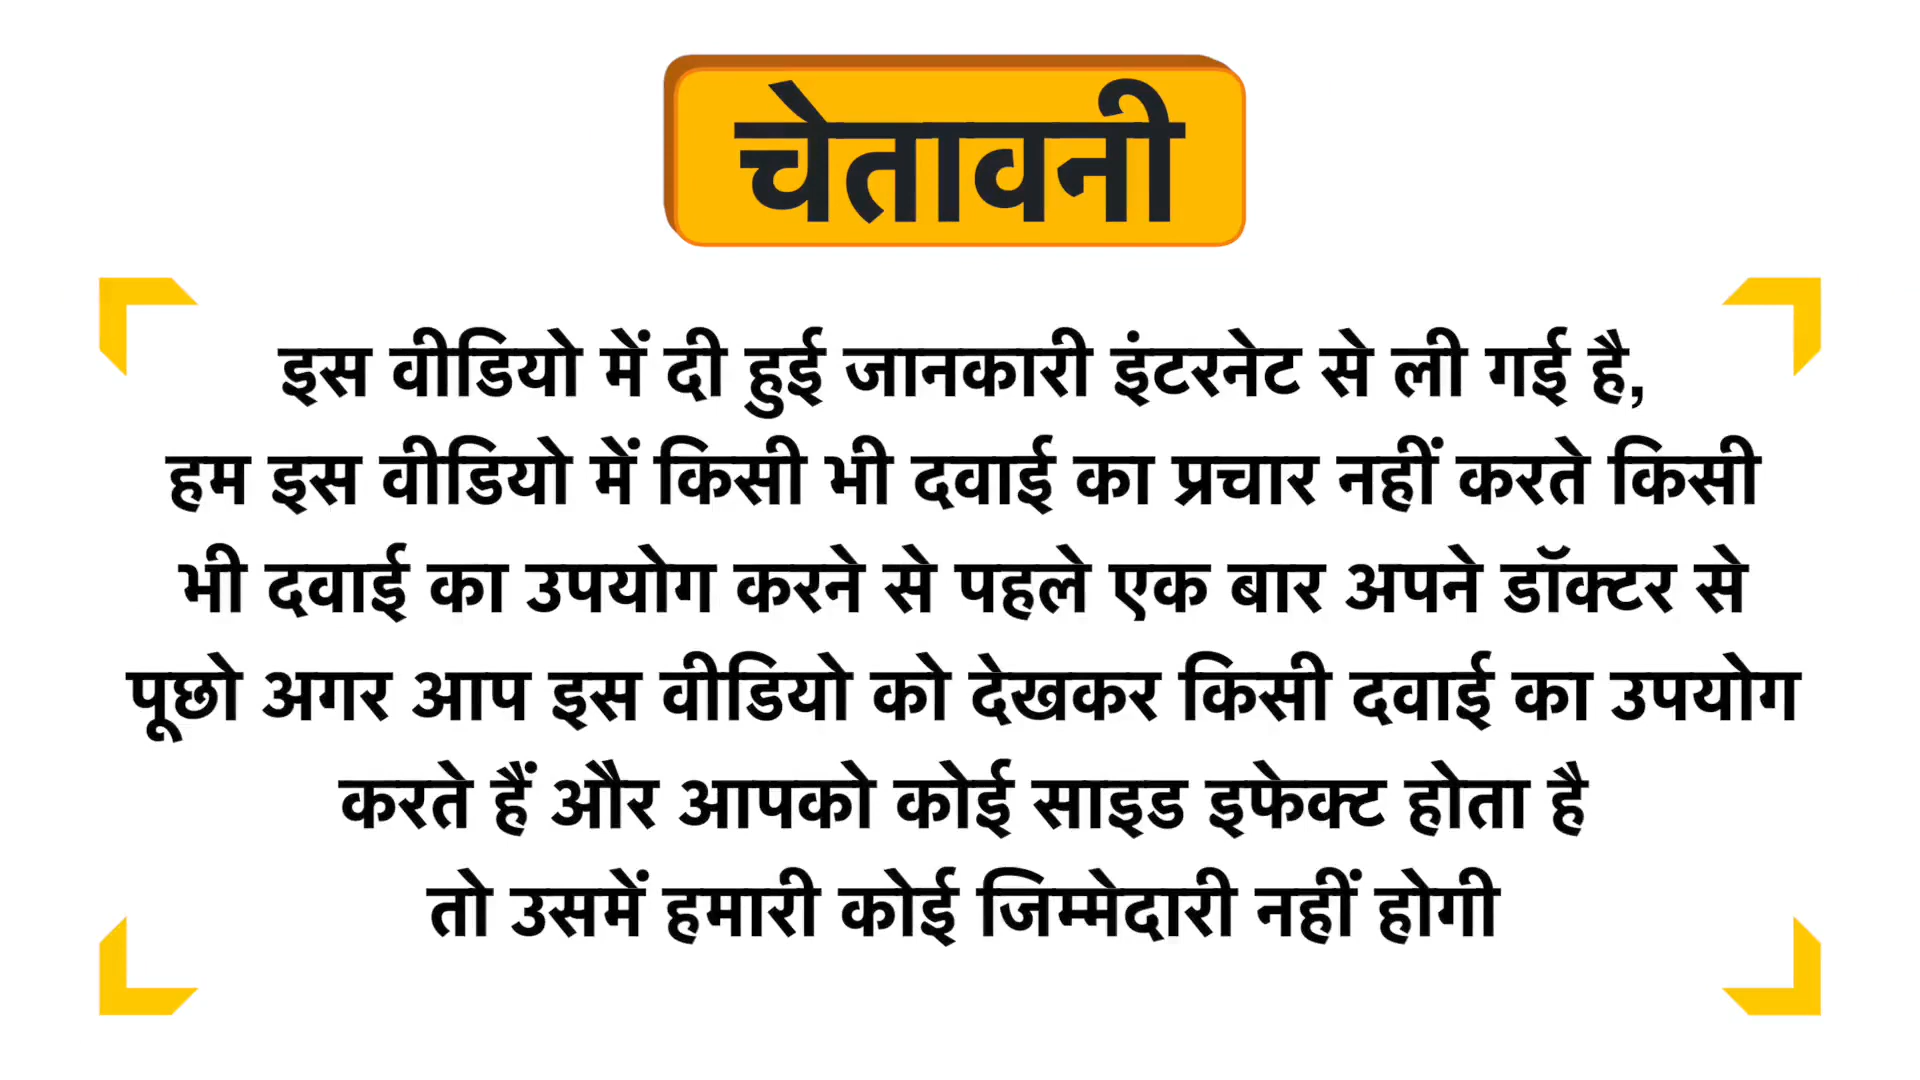 चेतावनी
इस वीडियो में दी हुई जानकारी इंटरनेट से ली गई है,
हम इस वीडियो में किसी भी दवाई का प्रचार नहीं करते किसी
भी दवाई का उपयोग करने से पहले एक बार अपने डॉक्टर से
पूछो अगर आप इस वीडियो को देखकर किसी दवाई का उपयोग
करते हैं और आपको कोई साइड इफेक्ट होता है
तो उसमें हमारी कोई जिम्मेदारी नहीं होगी